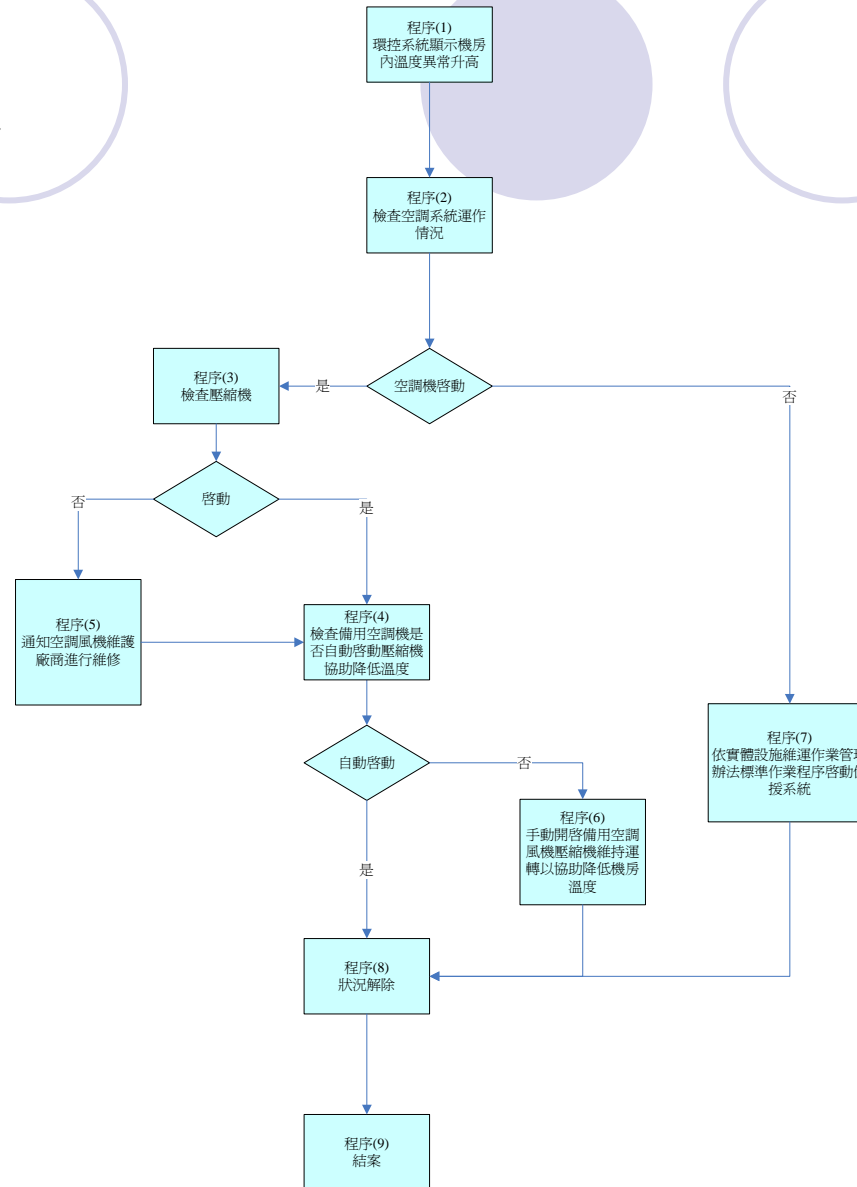 程序(1)
環控系統顯示機房
內溫度異常升高
程序(2)
檢查空調系統運作
情況
程序(3)
檢查壓縮機
是
空調機啓動
否
啓動
否
是
程序(5)
通知空調風機維護
廠商進行維修
程序(4)
檢查備用空調機是
否自動啓動壓縮機
協助降低溫度
自動啓動
否
是
程序(6)
手動開啓備用空調
風機壓縮機維持運
轉以協助降低機房
溫度
程序(7)
依實體設施維運作業管
辦法標準作業程序啓動
援系統
程序(8)
狀況解除
程序(9)
結案